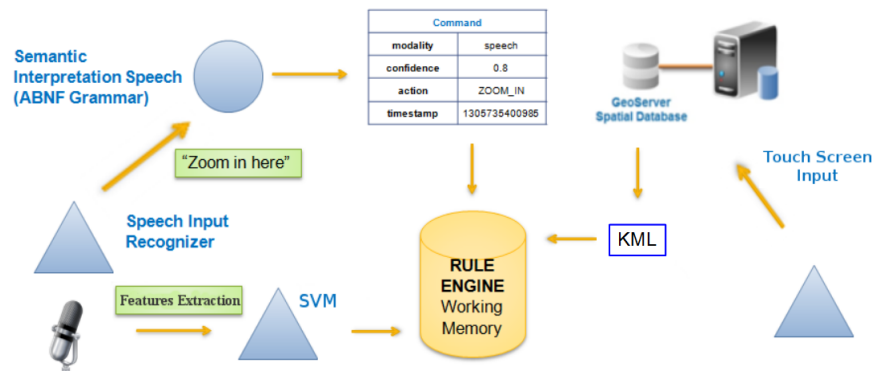 Semantic
Interpretation Speech
(ABNF Grammar)
Command
modality speech
confidence 0.8
action ZOOM_IN
timestamp 1305735400985
GeoServer
Spatial Database
"Zoom in here"
Touch Screen
Input
Speech Input
Recognizer
KML
RULE
ENGINE
Working
Memory
Features Extraction
SVM